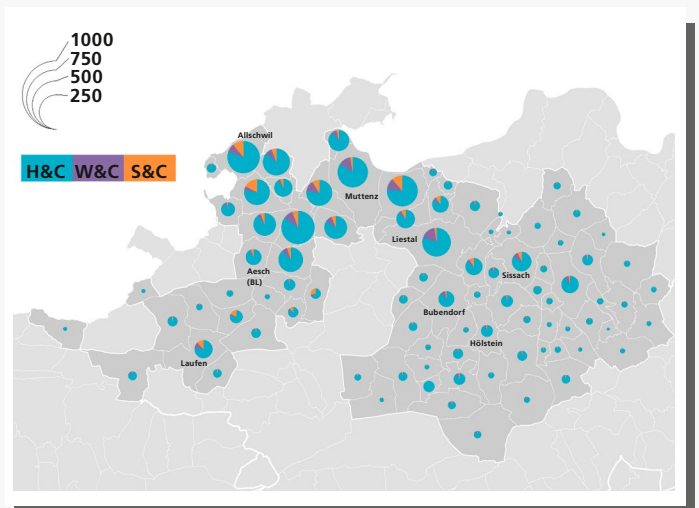 1000
750
500
250
H&C W&C S&C
Allschwil
Muttenz
Liestal
Aesch
(BL)
Sissach
Bubendorf
Hölstein
Laufen